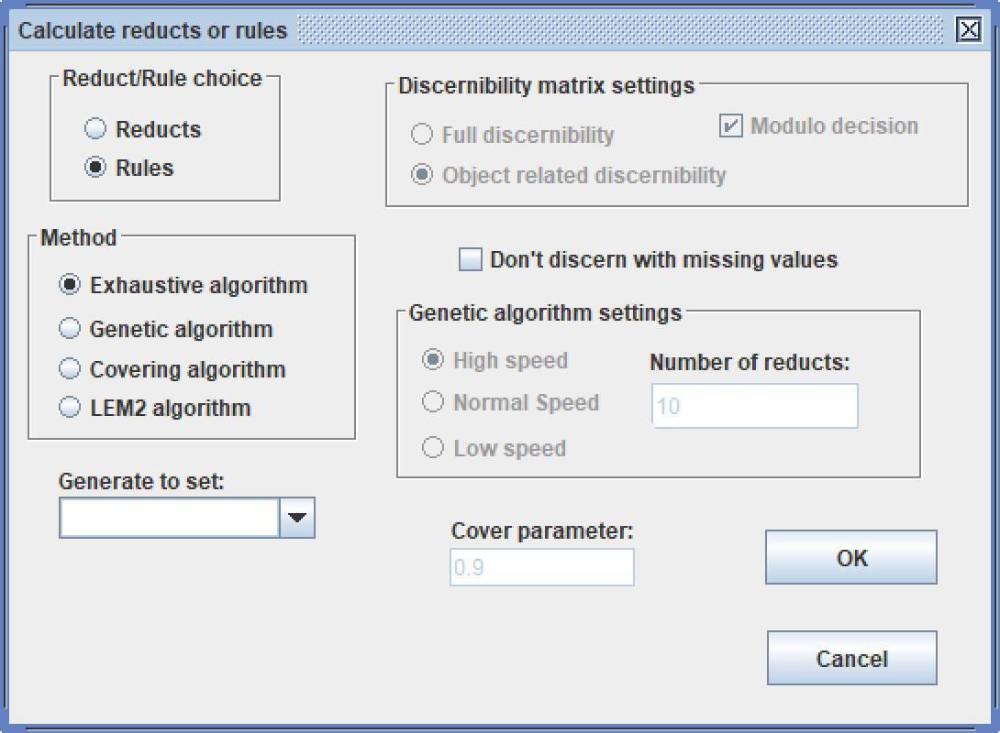 Calculate reducts or rules
Reduct/Rule choice
Reducts
Rules
Discernibility matrix settings
Full discernibility
Modulo decision
Object related discernibility
Method
Exhaustive algorithm
Genetic algorithm
Covering algorithm
LEM2 algorithm
Don't discern with missing values
Genetic algorithm settings
High speed
Normal Speed
Low speed
Number of reducts:
10
Generate to set:
Cover parameter:
0.9
OK
Cancel